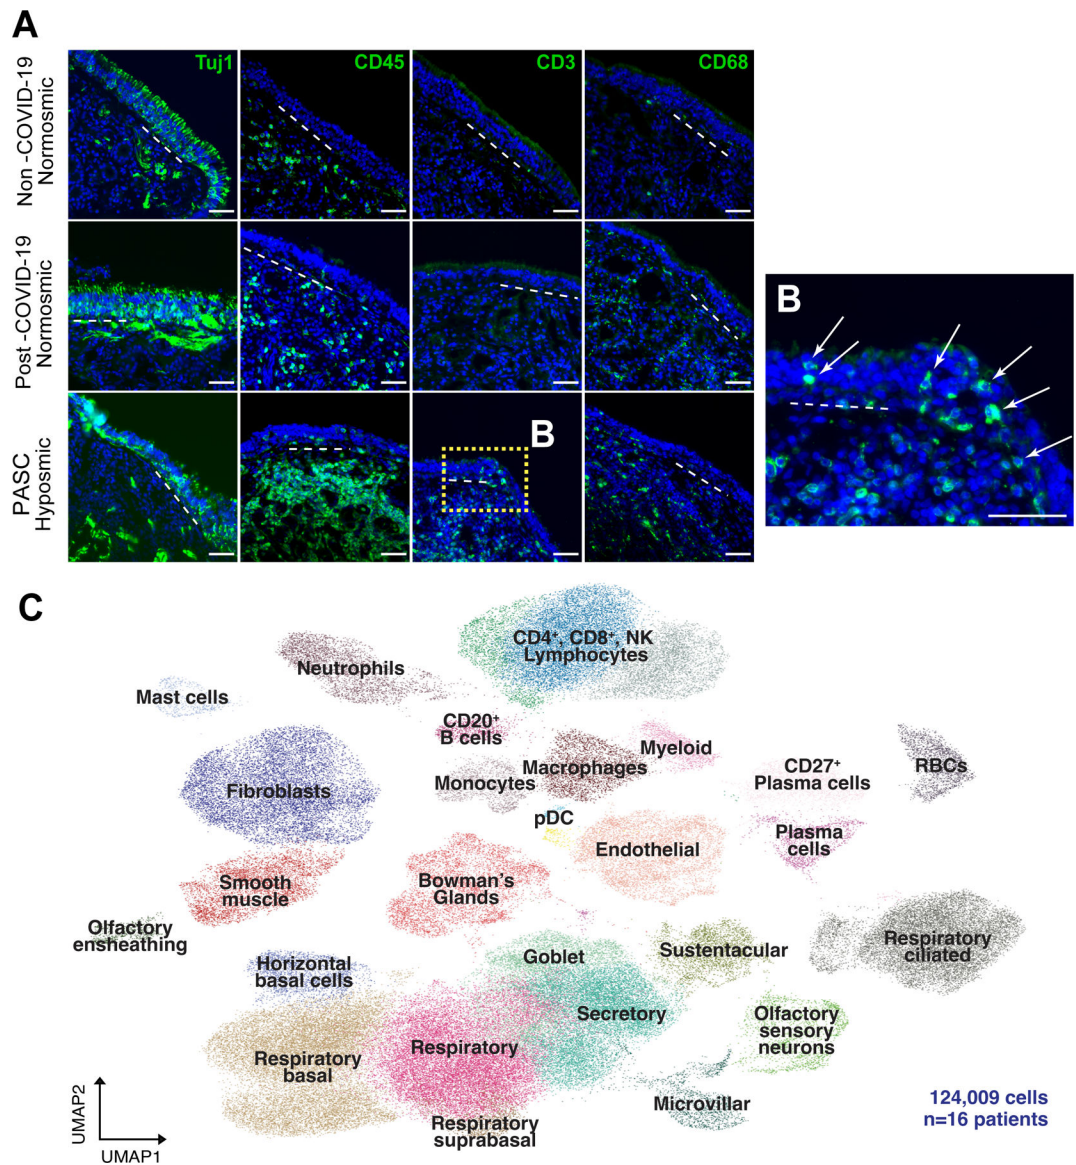 A
Tuj1
CD45
CD3
CD68
Non -COVID-19
Normosmic
Post -COVID-19
Normosmic
PASC
Hyposmic
B
B
C
CD4+, CD8+, NK
Lymphocytes
Neutrophils
Mast cells
CD20+
B cells
Myeloid
Macrophages
Monocytes
CD27+
Plasma cells
RBCs
Fibroblasts
pDC
Plasma
cells
Endothelial
Smooth
muscle
Bowman's
Glands
Olfactory
ensheathing
Respiratory
ciliated
Sustentacular
Goblet
Horizontal
basal cells
Secretory
Olfactory
sensory
neurons
Respiratory
Respiratory
basal
Microvillar
Respiratory
suprabasal
124,009 cells
n=16 patients
UMAP2
UMAP1